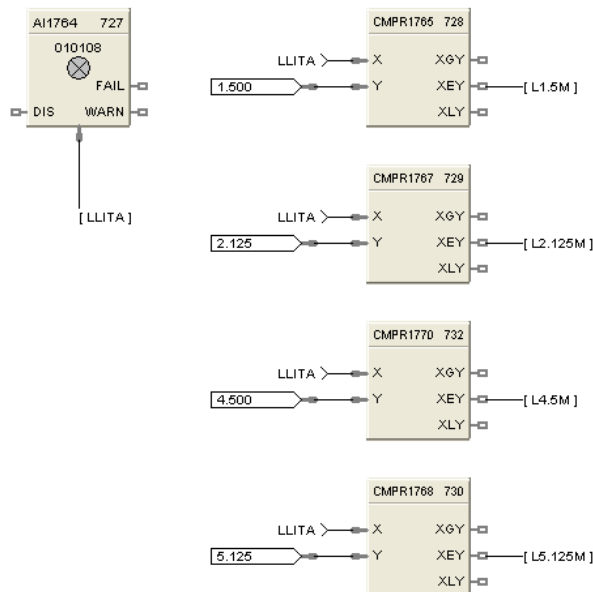 AI1764 727
010108
FAIL
DIS WARN
[ LLITA ]
CMPR1765 728
LLITA X XGY
1.500 Y XEY [ L1.5M ]
XLY
CMPR1767 729
LLITA X XGY
2.125 Y XEY [ L2.125M ]
XLY
CMPR1770 732
LLITA X XGY
4.500 Y XEY [ L4.5M ]
XLY
CMPR1768 730
LLITA X XGY
5.125 Y XEY [ L5.125M ]
XLY